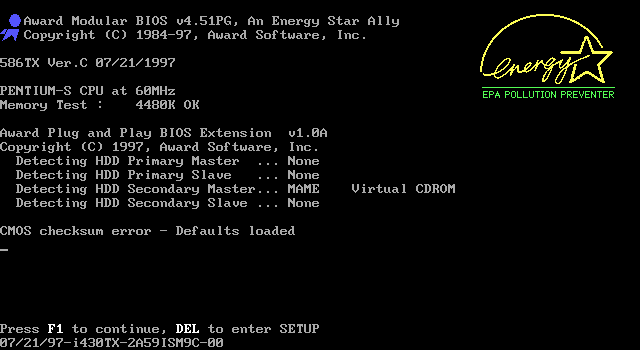 Award Modular BIOS v4.51PG, An Energy Star Ally
Copyright (C) 1984-97, Award Software, Inc.
energy
EPA POLLUTION PREVENTER
586TX Ver.C 07/21/1997
PENTIUM-S CPU at 60MHz
Memory Test :    4480K OK
Award Plug and Play BIOS Extension  v1.0A
Copyright (C) 1997, Award Software, Inc.
Detecting HDD Primary Master  ... None
Detecting HDD Primary Slave   ... None
Detecting HDD Secondary Master... MAME    Virtual CDROM
Detecting HDD Secondary Slave ... None
CMOS checksum error - Defaults loaded
Press F1 to continue, DEL to enter SETUP
07/21/97-i430TX-2A59ISM9C-00